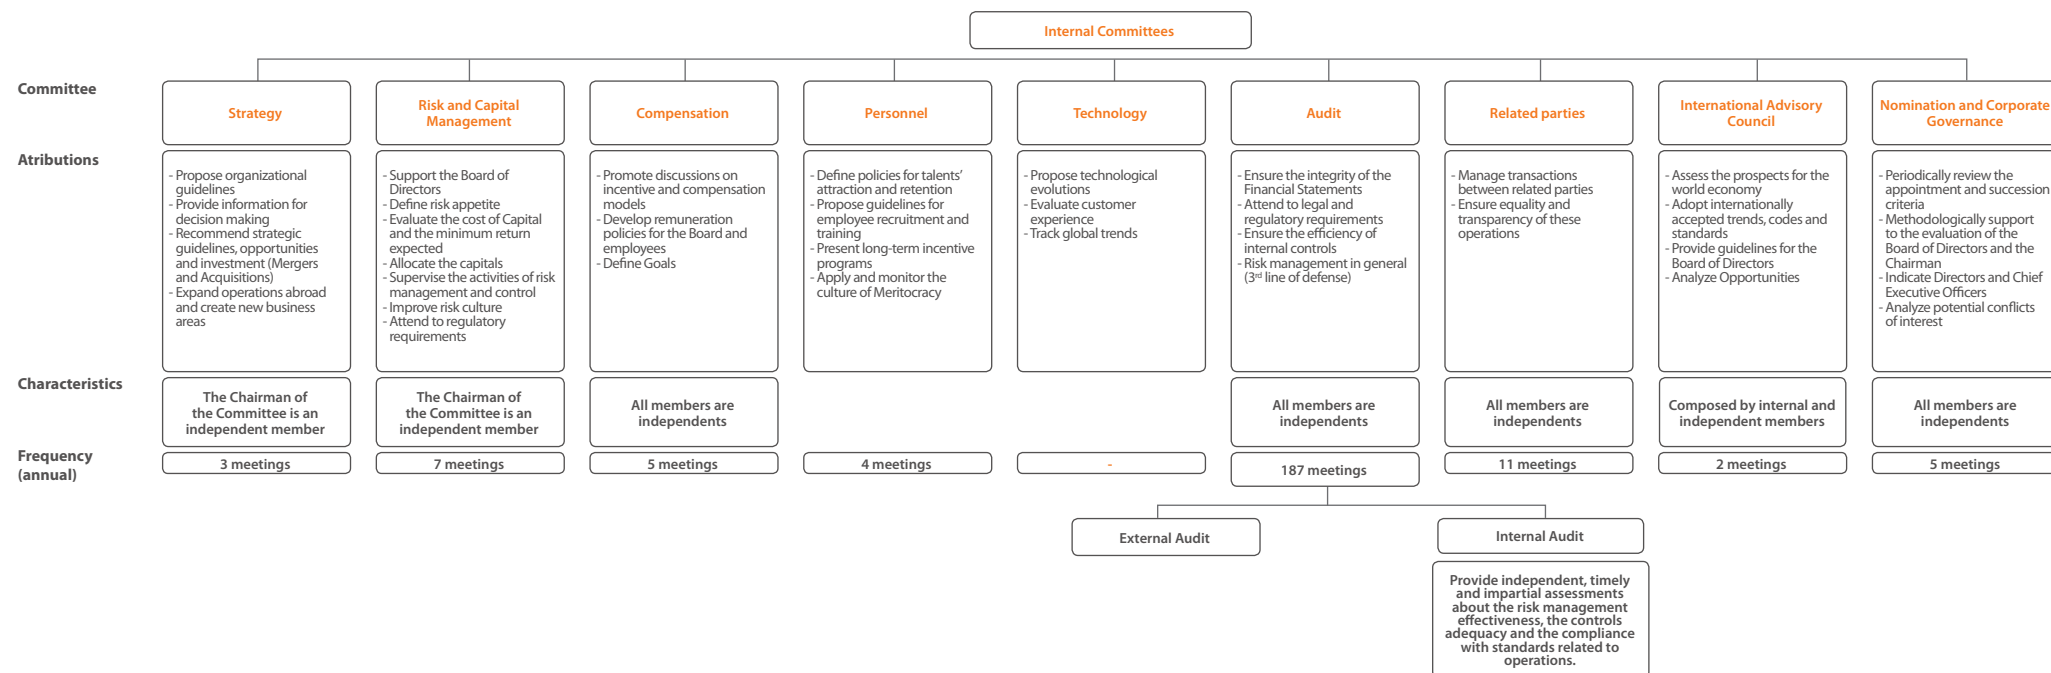 Internal Committees
Committee
Strategy
Risk and Capital
Management
Compensation
Personnel
Technology
Audit
Related parties
International Advisory
Council
Nomination and Corporate
Governance
Atributions
- Propose organizational
guidelines
- Provide information for
decision making
- Recommend strategic
guidelines, opportunities
and investment (Mergers
and Acquisitions)
- Expand operations abroad
and create new business
areas
- Support the Board of
Directors
- Define risk appetite
- Evaluate the cost of Capital
and the minimum return
expected
- Allocate the capitals
- Supervise the activities of risk
management and control
- Improve risk culture
- Attend to regulatory
requirements
- Promote discussions on
incentive and compensation
models
- Develop remuneration
policies for the Board and
employees
- Define Goals
- Define policies for talents’
attraction and retention
- Propose guidelines for
employee recruitment and
training
- Present long-term incentive
programs
- Apply and monitor the
culture of Meritocracy
- Propose technological
evolutions
- Evaluate customer
experience
- Track global trends
- Ensure the integrity of the
Financial Statements
- Attend to legal and
regulatory requirements
- Ensure the efficiency of
internal controls
- Risk management in general
(3rd line of defense)
- Manage transactions
between related parties
- Ensure equality and
transparency of these
operations
- Assess the prospects for the
world economy
- Adopt internationally
accepted trends, codes and
standards
- Provide guidelines for the
Board of Directors
- Analyze Opportunities
- Periodically review the
appointment and succession
criteria
- Methodologically support
to the evaluation of the
Board of Directors and the
Chairman
- Indicate Directors and Chief
Executive Officers
- Analyze potential conflicts
of interest
Characteristics
The Chairman of
the Committee is an
independent member
The Chairman of
the Committee is an
independent member
All members are
independents
All members are
independents
All members are
independents
Composed by internal and
independent members
All members are
independents
Frequency
(annual)
3 meetings
7 meetings
5 meetings
4 meetings
-
187 meetings
11 meetings
2 meetings
5 meetings
External Audit
Internal Audit
Provide independent, timely
and impartial assessments
about the risk management
effectiveness, the controls
adequacy and the compliance
with standards related to
operations.